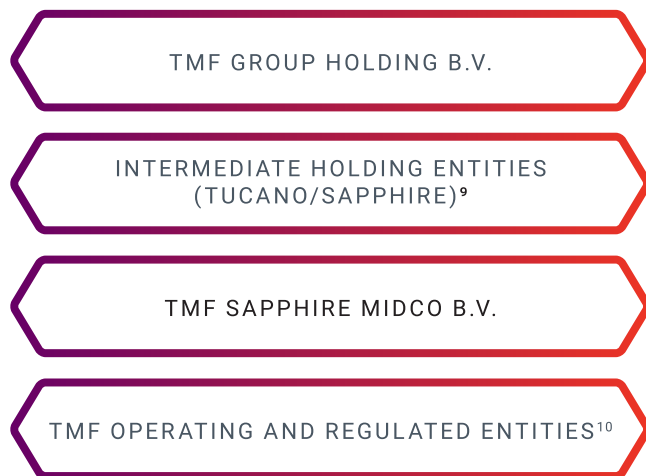 TMF GROUP HOLDING B.V.
INTERMEDIATE HOLDING ENTITIES
(TUCANO/SAPPHIRE)⁹
TMF SAPPHIRE MIDCO B.V.
TMF OPERATING AND REGULATED ENTITIES¹⁰